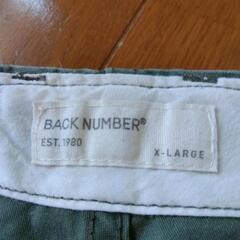 BACK NUMBER®
EST. 1980
X-LARGE